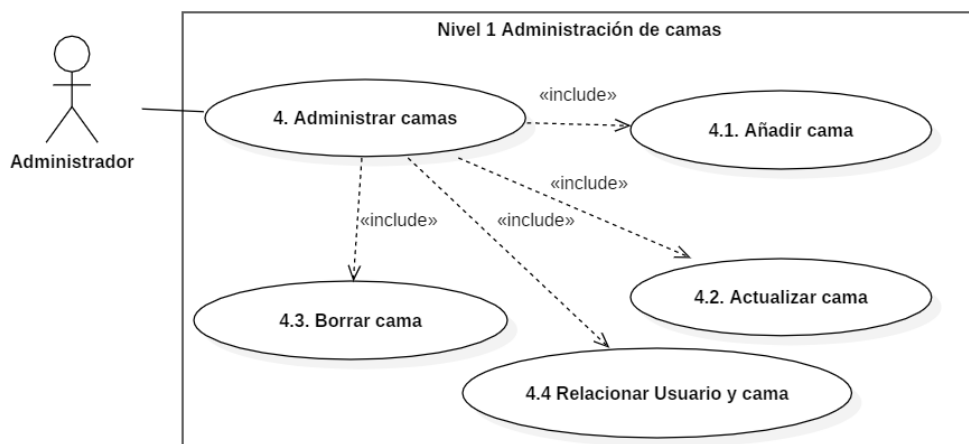 Nivel 1 Administración de camas
Administrador
4. Administrar camas
«include»
4.1. Añadir cama
«include»
4.2. Actualizar cama
«include»
4.3. Borrar cama
«include»
4.4 Relacionar Usuario y cama